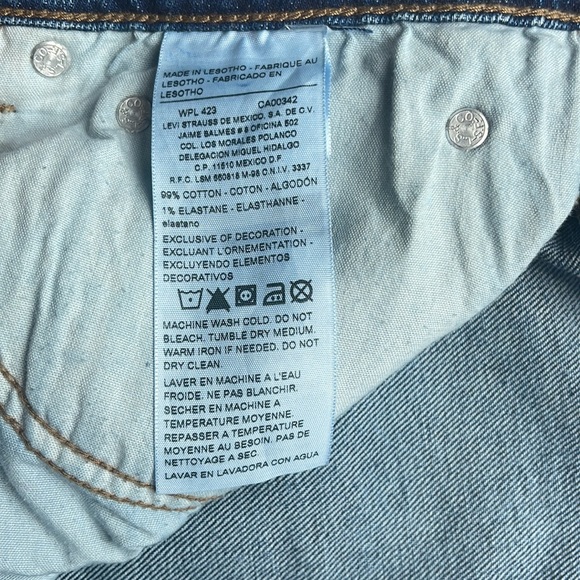 MADE IN LESOTHO - FABRIQUE AU
LESOTHO - FABRICADO EN
LESOTHO
WPL 423 CA00342
LEVI STRAUSS DE MEXICO, S.A. DE C.V.
JAIME BALMES # 8 OFICINA 502
COL. LOS MORALES POLANCO
DELEGACION MIGUEL HIDALGO
C.P. 11510 MEXICO D.F.
R.F.C. LSM 660818 M-98 C.N.I.V. 3337
99% COTTON - COTON - ALGODÓN
1% ELASTANE - ELASTHANNE -
elastano
EXCLUSIVE OF DECORATION -
EXCLUANT L'ORNEMENTATION -
EXCLUYENDO ELEMENTOS
DECORATIVOS
MACHINE WASH COLD. DO NOT
BLEACH. TUMBLE DRY MEDIUM.
WARM IRON IF NEEDED. DO NOT
DRY CLEAN.
LAVER EN MACHINE A L'EAU
FROIDE. NE PAS BLANCHIR.
SECHER EN MACHINE A
TEMPERATURE MOYENNE.
REPASSER A TEMPERATURE
MOYENNE AU BESOIN. PAS DE
NETTOYAGE A SEC.
LAVAR EN LAVADORA CON AGUA